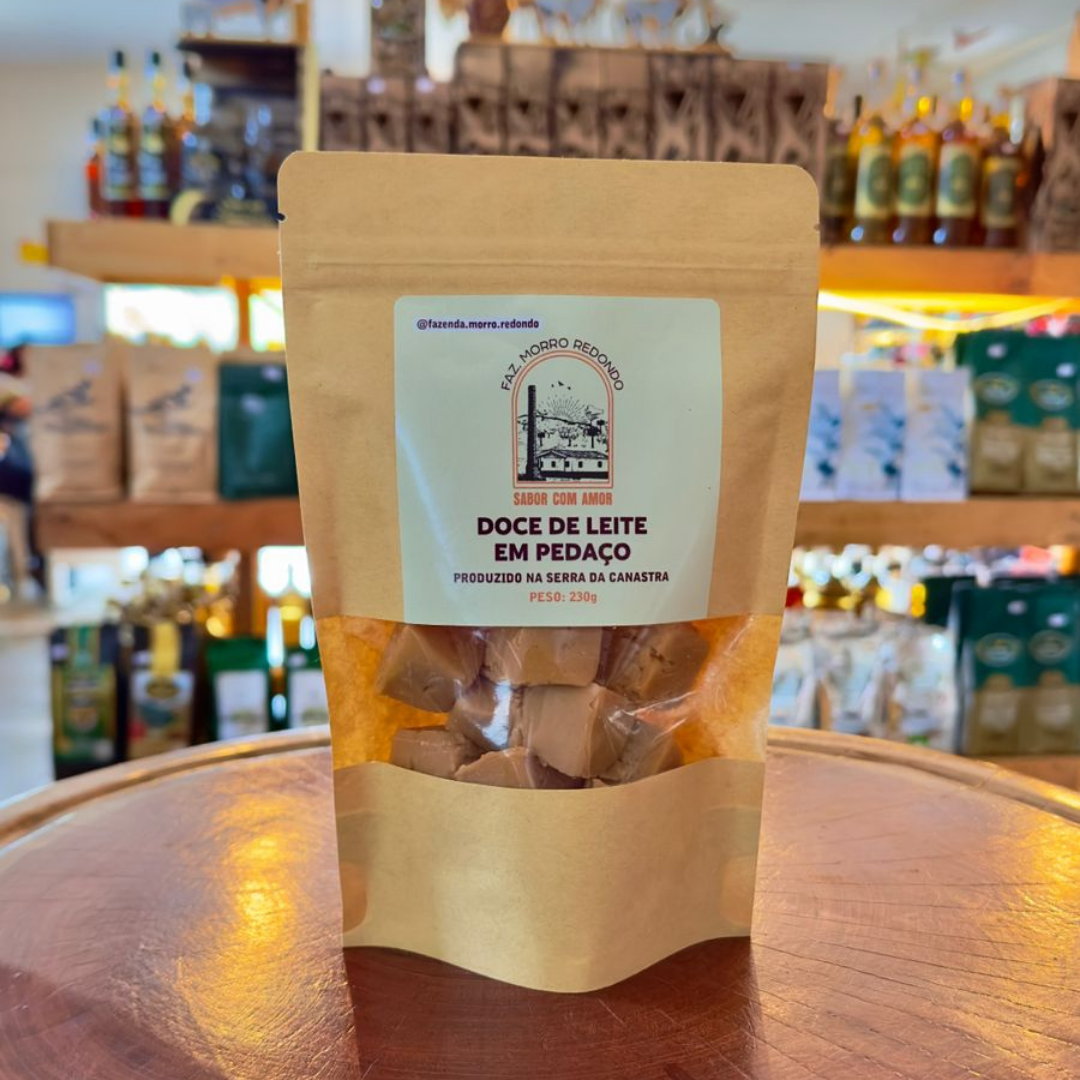 @fazenda.morro.redondo
FAZ. MORRO REDONDO
SABOR COM AMOR
DOCE DE LEITE
EM PEDAÇO
PRODUZIDO NA SERRA DA CANASTRA
PESO: 230g